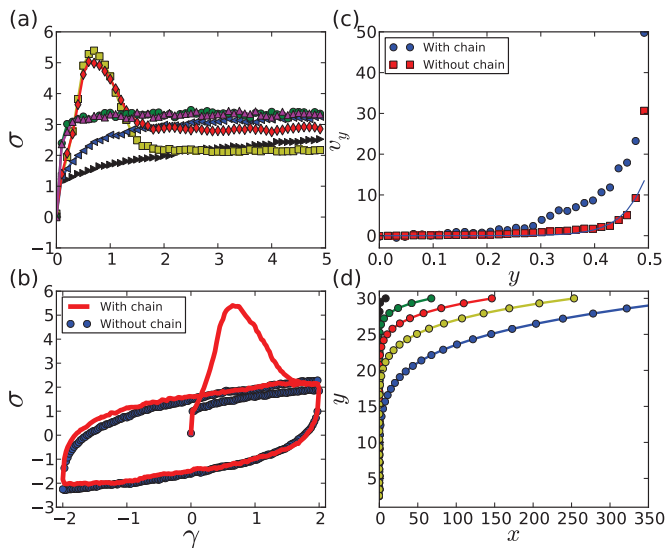 (a)
6
5
4
3
2
1
0
−1
σ
0 1 2 3 4 5
(c)
50
40
30
20
10
0
v_y
With chain
Without chain
0.0 0.1 0.2 0.3 0.4 0.5
y
(b)
6
5
4
3
2
1
0
−1
−2
−3
σ
With chain
Without chain
−2 −1 0 1 2
γ
(d)
30
25
20
15
10
5
y
0 50 100 150 200 250 300 350
x